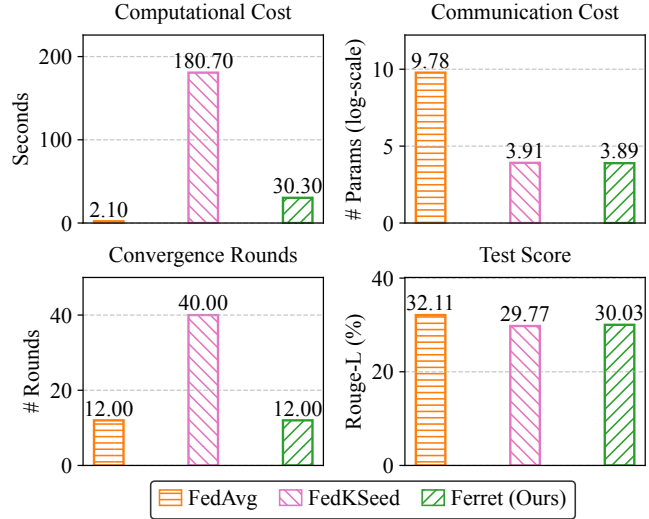 Computational Cost
Seconds
200
100
0
2.10
180.70
30.30
Communication Cost
# Params (log-scale)
10
5
0
9.78
3.91
3.89
Convergence Rounds
# Rounds
40
20
0
12.00
40.00
12.00
Test Score
Rouge-L (%)
40
20
0
32.11
29.77
30.03
FedAvg
FedKSeed
Ferret (Ours)